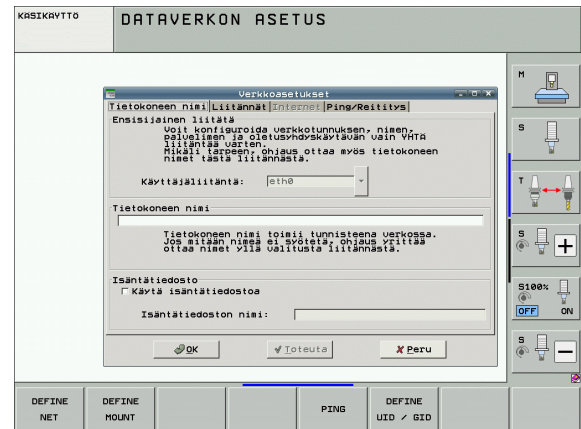 KÄSIKÄYTTÖ
DATAVERKON ASETUS
Verkkoasetukset
Tietokoneen nimi Liitännät Internet Ping/Reititys
Ensisijainen liitätä
Voit konfiguroida verkkotunnuksen, nimen,
palvelimen ja oletusyhdyskäytävän vain YHTÄ
liitäntää varten.
Mikäli tarpeen, ohjaus ottaa myös tietokoneen
nimet tästä liitännästä.
Käyttäjäliitäntä: eth0
Tietokoneen nimi
Tietokoneen nimi toimii tunnisteena verkossa.
Jos mitään nimeä ei syötetä, ohjaus yrittää
ottaa nimet yllä valitusta liitännästä.
Isäntätiedosto
Käytä isäntätiedostoa
Isäntätiedoston nimi:
OK Toteuta Peru
M
S
T
S
S100%
OFF ON
S
DEFINE NET
DEFINE MOUNT
PING
DEFINE UID / GID